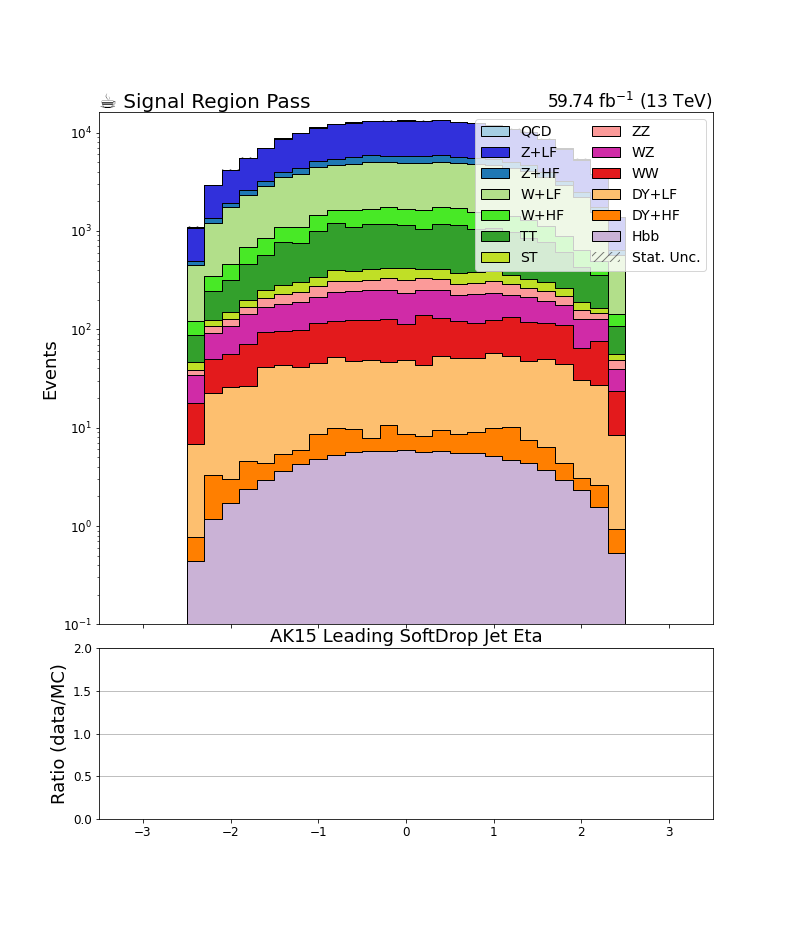 ☕ Signal Region Pass
59.74 fb⁻¹ (13 TeV)
QCD
Z+LF
Z+HF
W+LF
W+HF
TT
ST
ZZ
WZ
WW
DY+LF
DY+HF
Hbb
Stat. Unc.
Events
10⁴
10³
10²
10¹
10⁰
10⁻¹
AK15 Leading SoftDrop Jet Eta
Ratio (data/MC)
2.0
1.5
1.0
0.5
0.0
−3 −2 −1 0 1 2 3